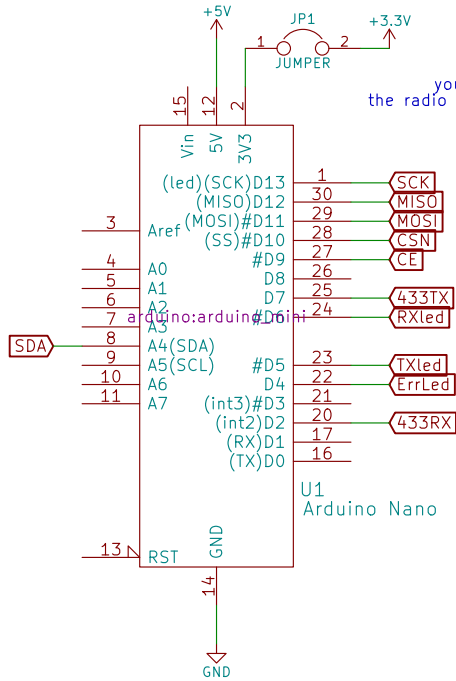 +5V
JP1
+3.3V
1 2
JUMPER
you
the radio
15 12 2
Vin 5V 3V3
(led)(SCK)D13 1 SCK
(MISO)D12 30 MISO
(MOSI)#D11 29 MOSI
3 Aref (SS)#D10 28 CSN
#D9 27 CE
4 A0 D8 26
5 A1 D7 25 433TX
6 A2 #D6 24 RXled
arduino:arduino_mini
7 A3
SDA 8 A4(SDA)
9 A5(SCL) #D5 23 TXled
10 A6 D4 22 ErrLed
11 A7 (int3)#D3 21
(int2)D2 20 433RX
(RX)D1 17
(TX)D0 16
U1
Arduino Nano
13 RST GND
14
GND